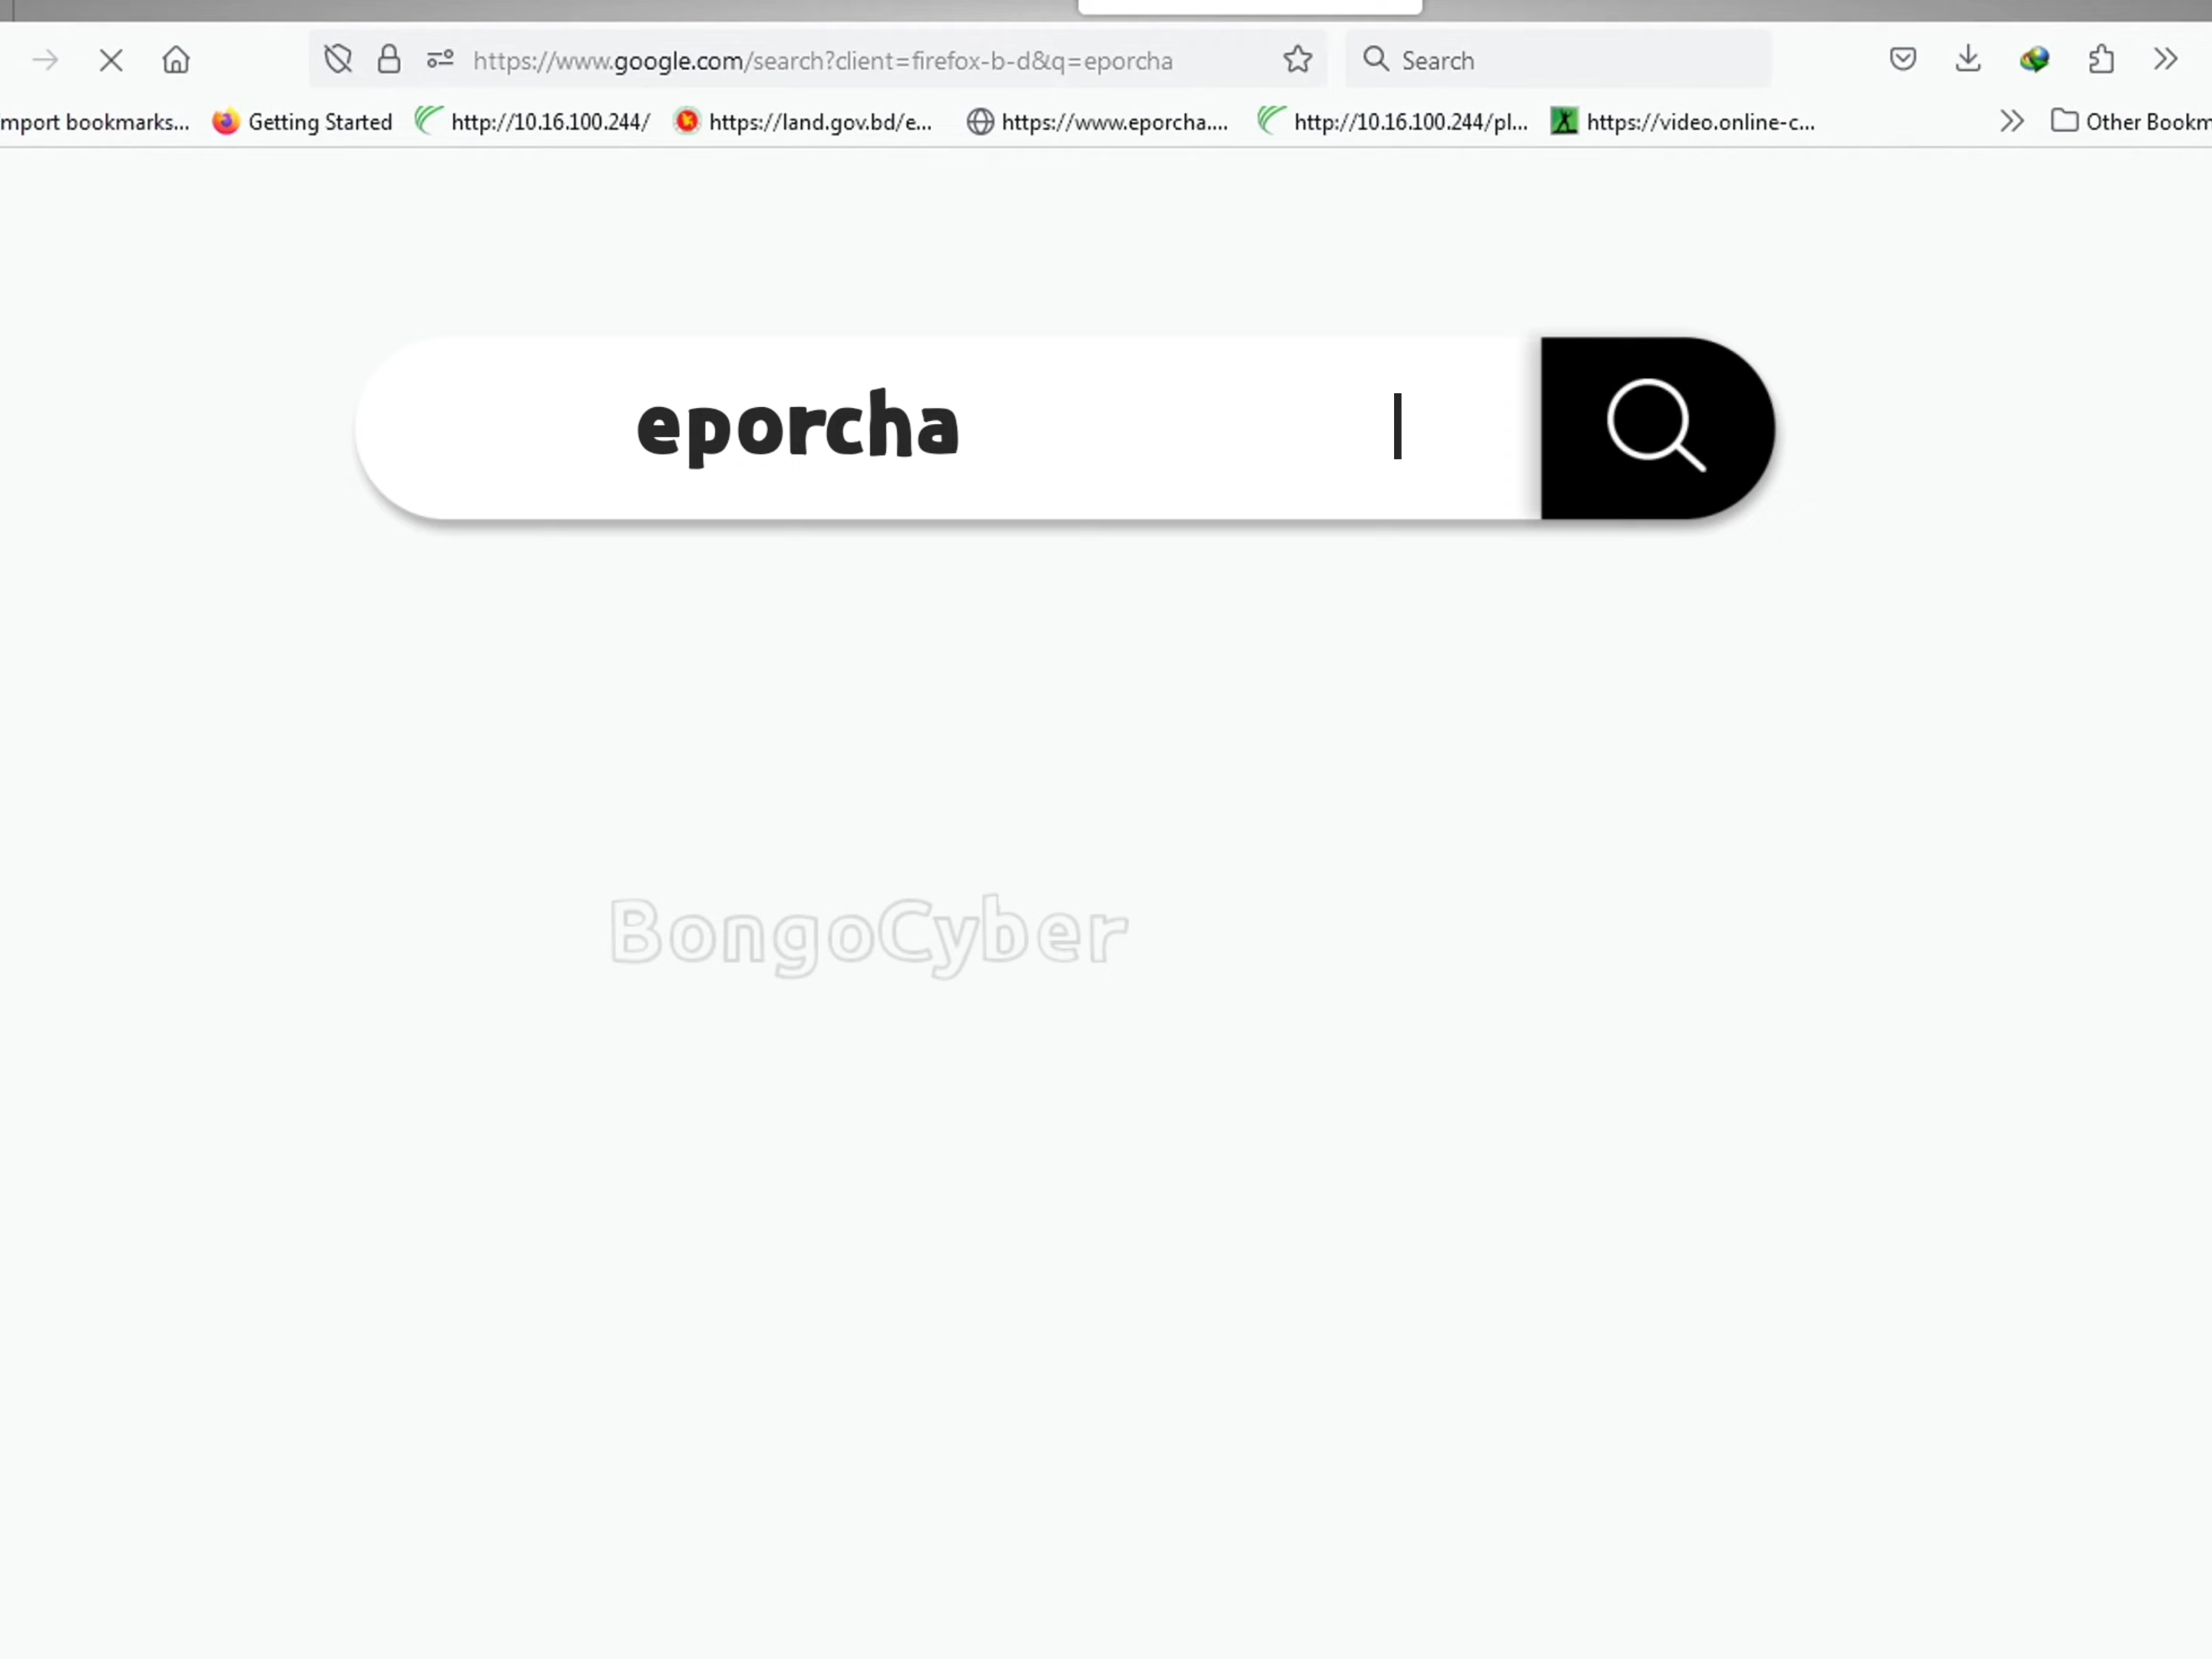 https://www.google.com/search?client=firefox-b-d&q=eporcha
Search
mport bookmarks...
Getting Started
http://10.16.100.244/
https://land.gov.bd/e...
https://www.eporcha....
http://10.16.100.244/pl...
https://video.online-c...
Other Bookm
eporcha
BongoCyber